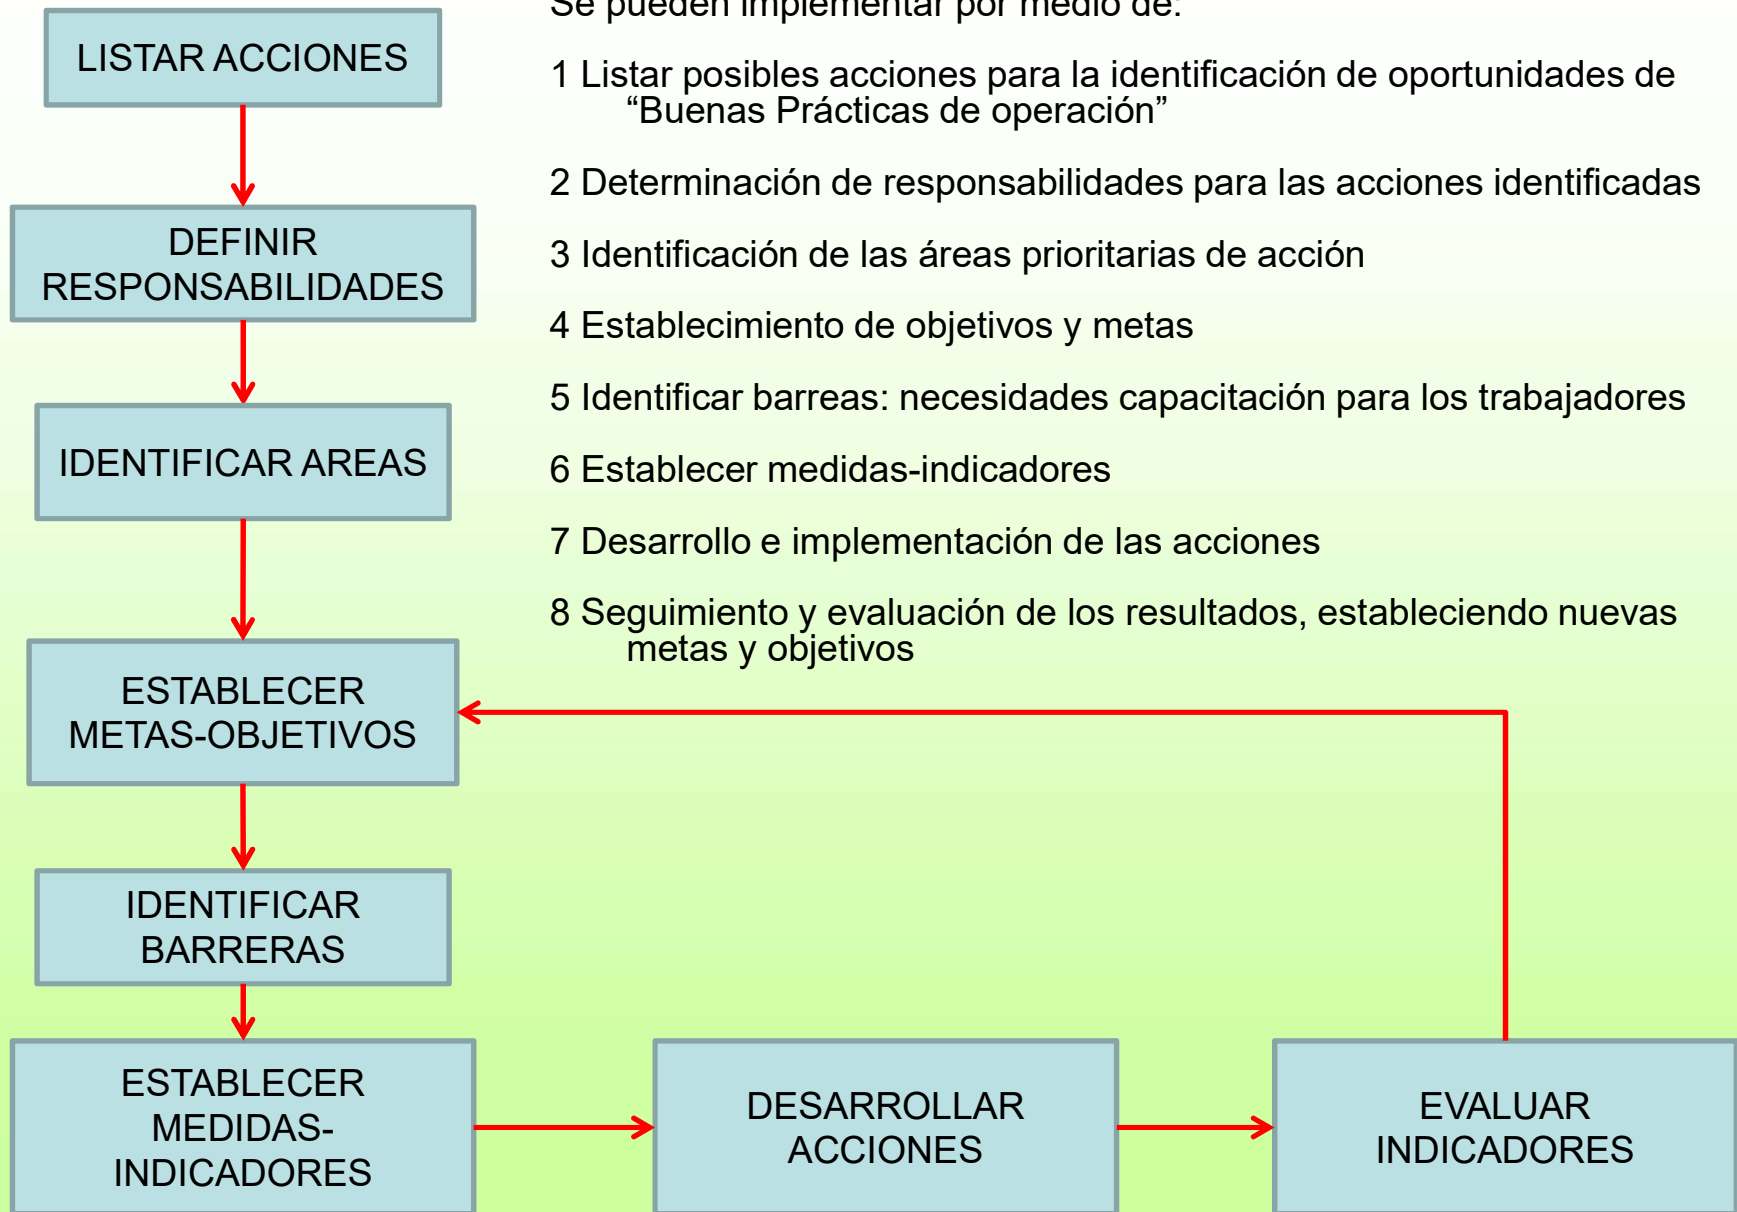 Se pueden implementar por medio de:
1 Listar posibles acciones para la identificación de oportunidades de
“Buenas Prácticas de operación”
2 Determinación de responsabilidades para las acciones identificadas
3 Identificación de las áreas prioritarias de acción
4 Establecimiento de objetivos y metas
5 Identificar barreas: necesidades capacitación para los trabajadores
6 Establecer medidas-indicadores
7 Desarrollo e implementación de las acciones
8 Seguimiento y evaluación de los resultados, estableciendo nuevas
metas y objetivos
LISTAR ACCIONES
DEFINIR
RESPONSABILIDADES
IDENTIFICAR AREAS
ESTABLECER
METAS-OBJETIVOS
IDENTIFICAR
BARRERAS
ESTABLECER
MEDIDAS-
INDICADORES
DESARROLLAR
ACCIONES
EVALUAR
INDICADORES